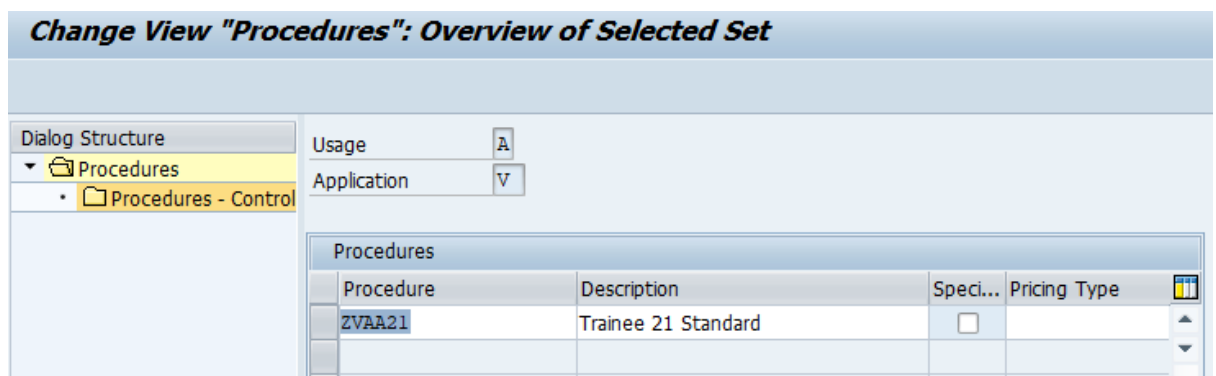 Change View "Procedures": Overview of Selected Set
Dialog Structure
Procedures
Procedures - Control
Usage A
Application V
Procedures
Procedure Description Speci... Pricing Type
ZVAA21 Trainee 21 Standard